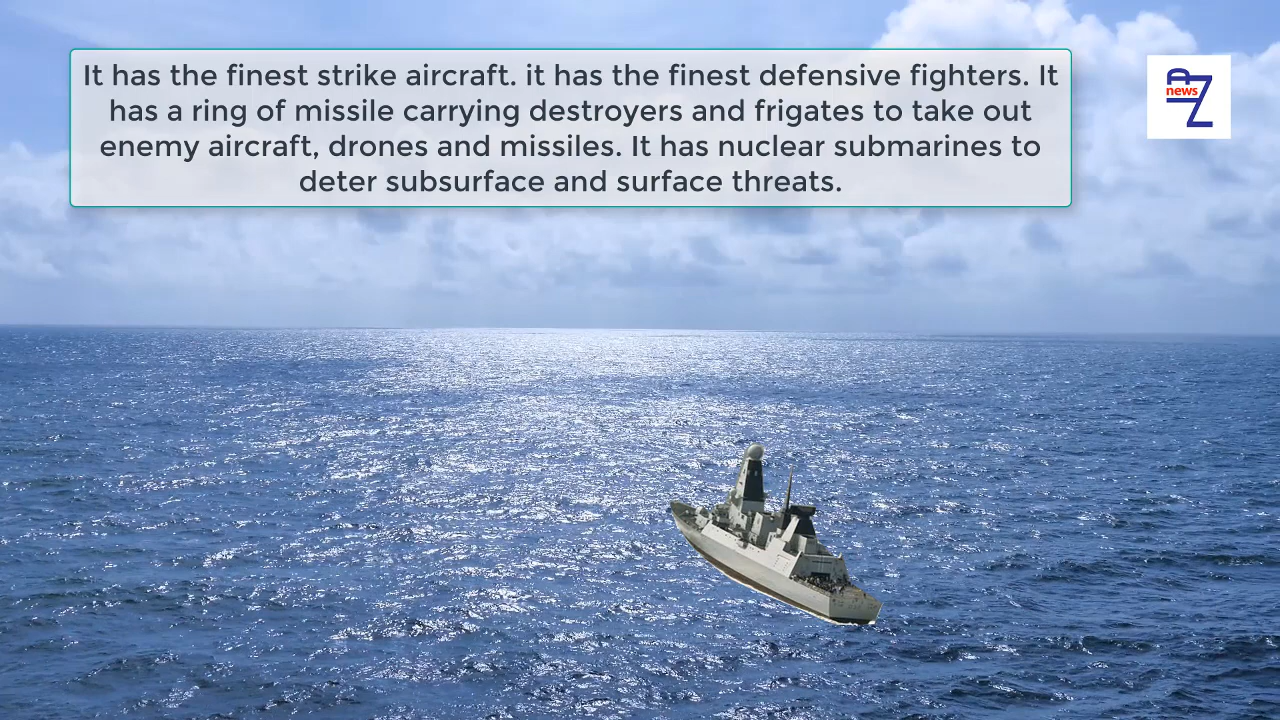 It has the finest strike aircraft. it has the finest defensive fighters. It
has a ring of missile carrying destroyers and frigates to take out
enemy aircraft, drones and missiles. It has nuclear submarines to
deter subsurface and surface threats.
A
news
Z